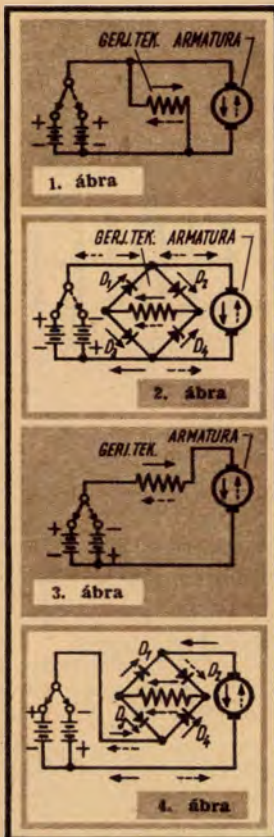 GERJ.TEK. ARMATURA
+ + - -
- - + +
1. ábra
GERJ.TEK. ARMATURA
D1 D2
+ -
- +
D3 D4
2. ábra
ARMATURA
GERJ.TEK.
+ -
- +
3. ábra
D1 D2
+ -
- +
D3 D4
4. ábra